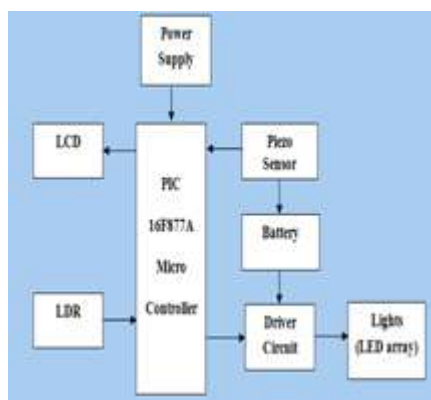 Power
Supply
LCD
PIC
16F877A
Micro
Controller
Piezo
Sensor
Battery
LDR
Driver
Circuit
Lights
(LED array)